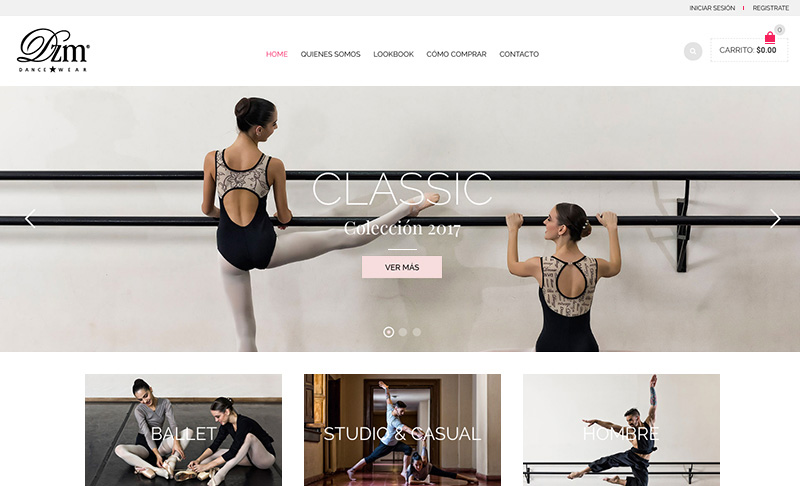 INICIAR SESIÓN | REGISTRATE
Dzm®
DANCE★WEAR
HOME QUIENES SOMOS LOOKBOOK CÓMO COMPRAR CONTACTO
0
CARRITO: $0.00
CLASSIC
Colección 2017
VER MÁS
BALLET
STUDIO & CASUAL
HOMBRE